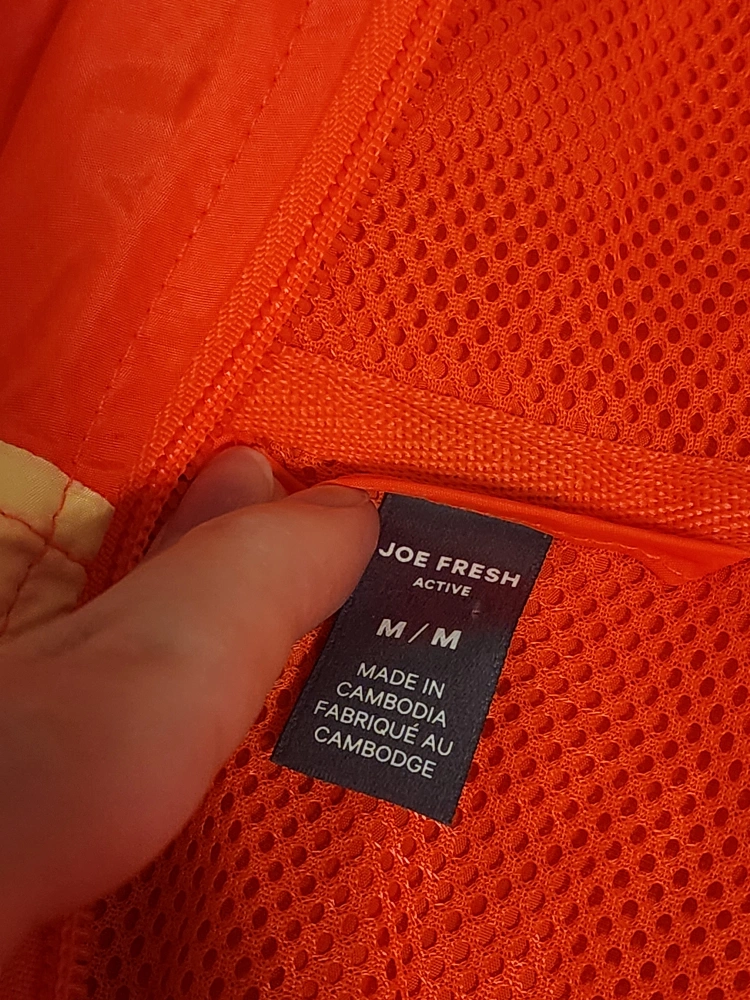 JOE FRESH
ACTIVE
M/M
MADE IN
CAMBODIA
FABRIQUÉ AU
CAMBODGE